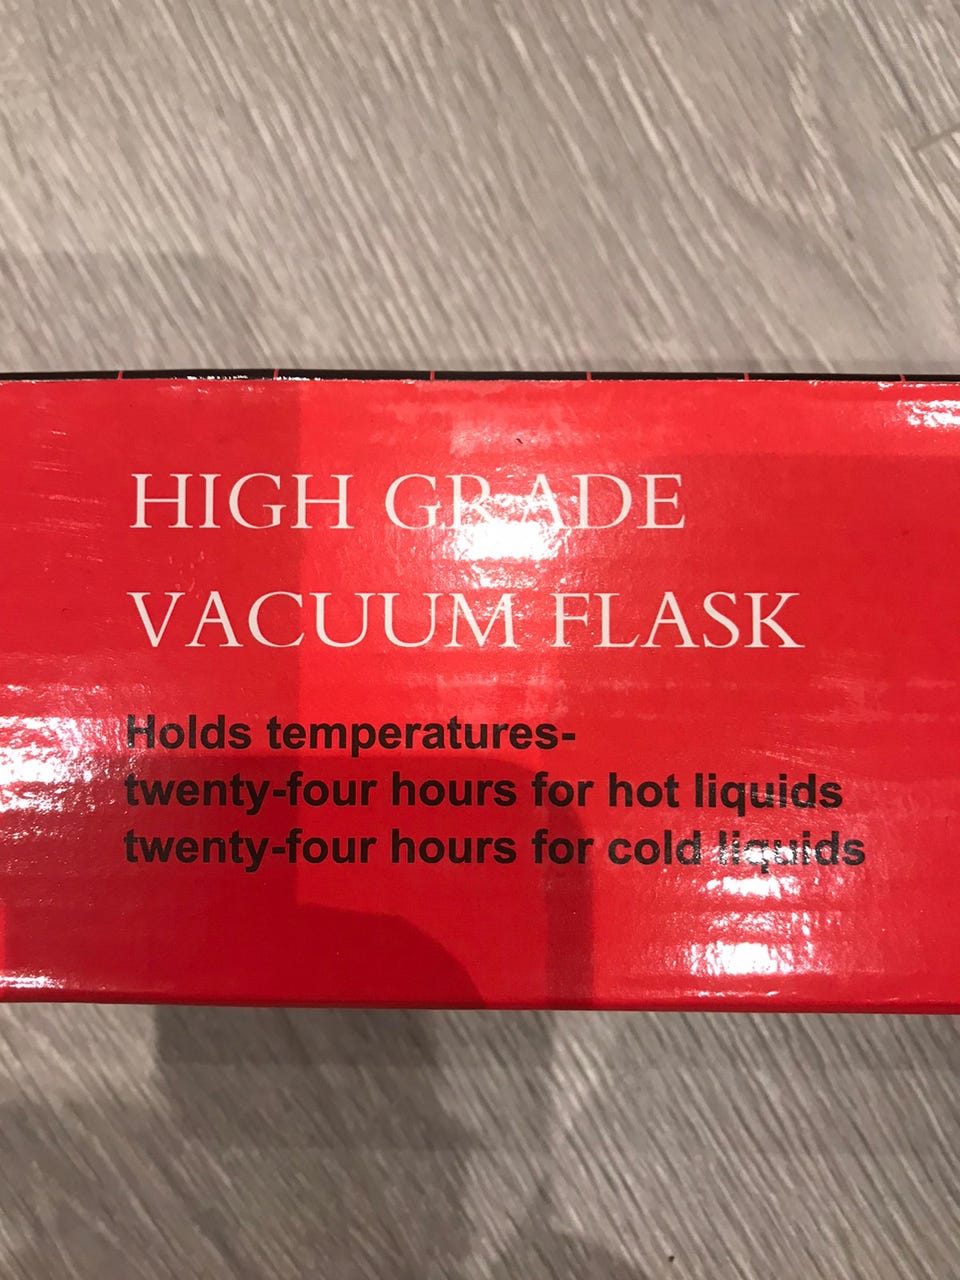 HIGH GRADE
VACUUM FLASK
Holds temperatures-
twenty-four hours for hot liquids
twenty-four hours for cold liquids